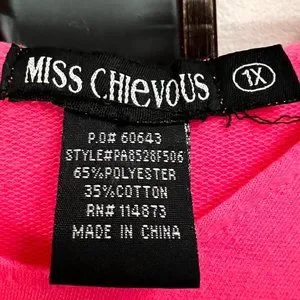 MISS CHIEVOUS
1X
P.O# 60643
STYLE#PA8528F506
65%POLYESTER
35%COTTON
RN# 114873
MADE IN CHINA